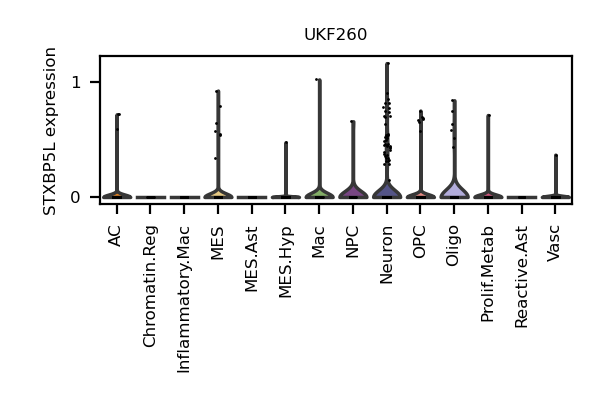 UKF260
STXBP5L expression
1
0
AC
Chromatin.Reg
Inflammatory.Mac
MES
MES.Ast
MES.Hyp
Mac
NPC
Neuron
OPC
Oligo
Prolif.Metab
Reactive.Ast
Vasc